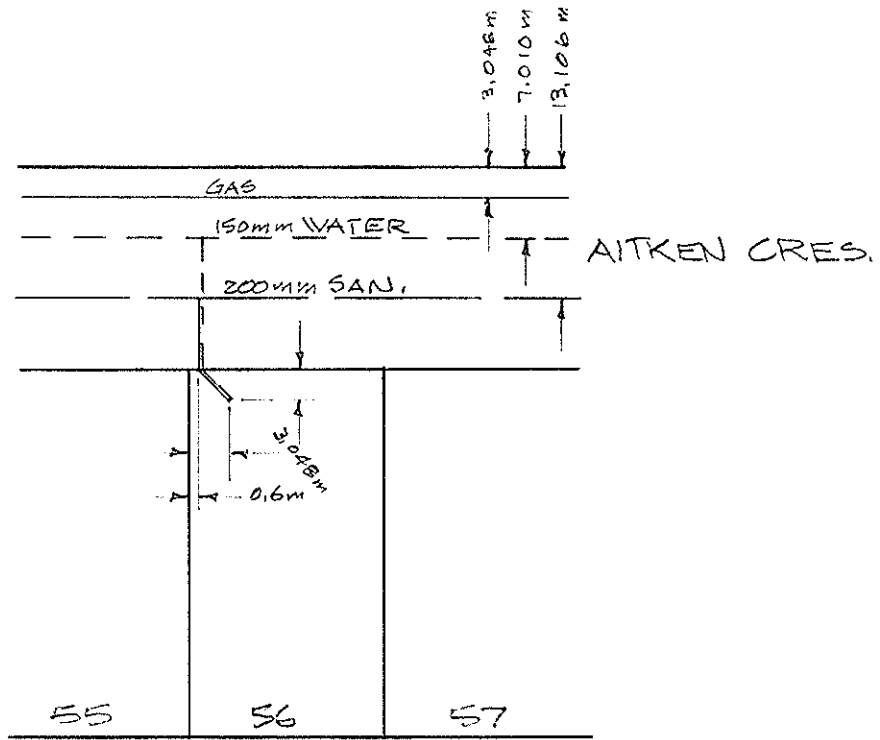 3.048m
7.010m
13.106m
GAS
150mm WATER
AITKEN CRES.
200mm SAN.
3.048m
0.6m
55
56
57